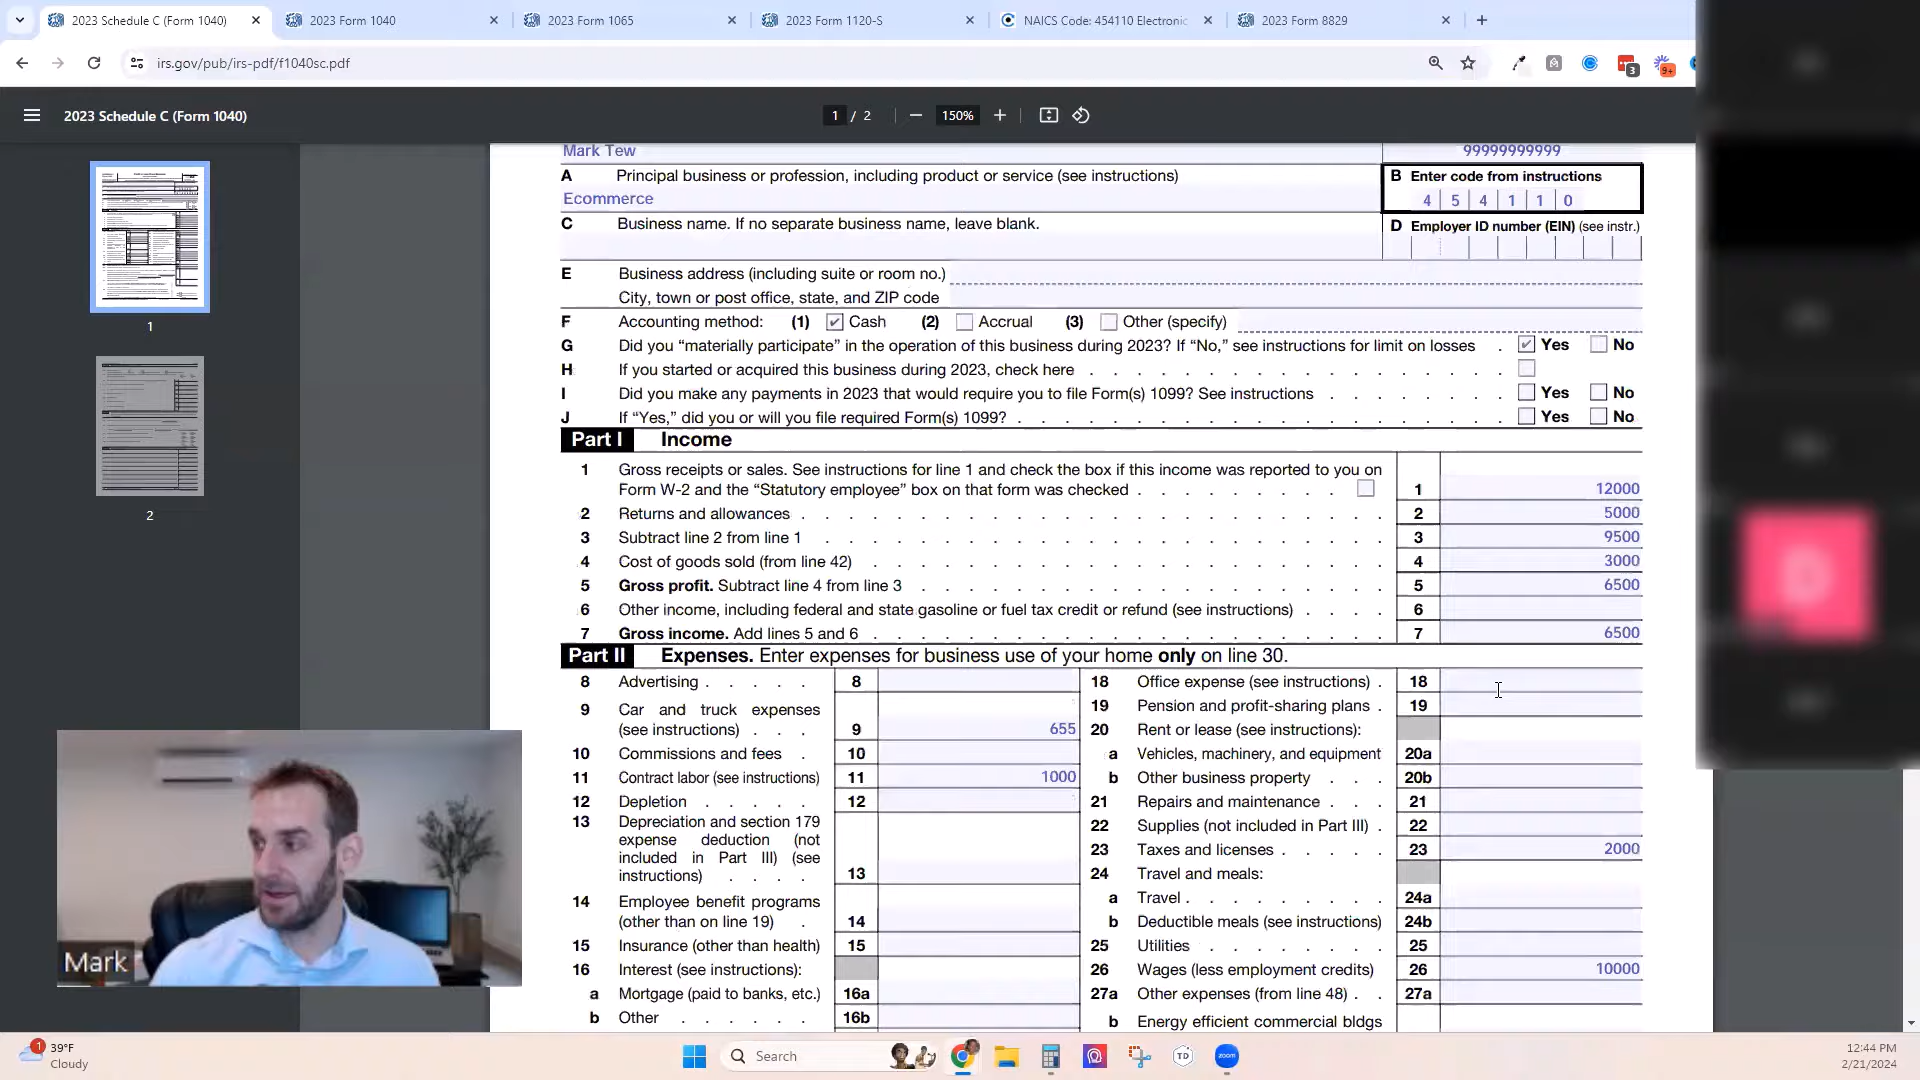 2023 Schedule C (Form 1040)
2023 Form 1040
2023 Form 1065
2023 Form 1120-S
NAICS Code: 454110 Electronic
2023 Form 8829
irs.gov/pub/irs-pdf/f1040sc.pdf
3
9+
2023 Schedule C (Form 1040)
1 / 2
150%
1
2
Mark Tew
99999999999
A Principal business or profession, including product or service (see instructions)
Ecommerce
B Enter code from instructions
4 5 4 1 1 0
C Business name. If no separate business name, leave blank.
D Employer ID number (EIN) (see instr.)
E Business address (including suite or room no.)
City, town or post office, state, and ZIP code
F Accounting method: (1) Cash (2) Accrual (3) Other (specify)
G Did you “materially participate” in the operation of this business during 2023? If “No,” see instructions for limit on losses . Yes No
H If you started or acquired this business during 2023, check here
I Did you make any payments in 2023 that would require you to file Form(s) 1099? See instructions Yes No
J If “Yes,” did you or will you file required Form(s) 1099? Yes No
Part I Income
1 Gross receipts or sales. See instructions for line 1 and check the box if this income was reported to you on
Form W-2 and the “Statutory employee” box on that form was checked 1 12000
2 Returns and allowances 2 5000
3 Subtract line 2 from line 1 3 9500
4 Cost of goods sold (from line 42) 4 3000
5 Gross profit. Subtract line 4 from line 3 5 6500
6 Other income, including federal and state gasoline or fuel tax credit or refund (see instructions) 6
7 Gross income. Add lines 5 and 6 7 6500
Part II Expenses. Enter expenses for business use of your home only on line 30.
8 Advertising 8
9 Car and truck expenses
(see instructions) 9 655
10 Commissions and fees 10
11 Contract labor (see instructions) 11 1000
12 Depletion 12
13 Depreciation and section 179
expense deduction (not
included in Part III) (see
instructions) 13
14 Employee benefit programs
(other than on line 19) 14
15 Insurance (other than health) 15
16 Interest (see instructions):
a Mortgage (paid to banks, etc.) 16a
b Other 16b
18 Office expense (see instructions) 18
19 Pension and profit-sharing plans 19
20 Rent or lease (see instructions):
a Vehicles, machinery, and equipment 20a
b Other business property 20b
21 Repairs and maintenance 21
22 Supplies (not included in Part III) 22
23 Taxes and licenses 23 2000
24 Travel and meals:
a Travel 24a
b Deductible meals (see instructions) 24b
25 Utilities 25
26 Wages (less employment credits) 26 10000
27a Other expenses (from line 48) 27a
b Energy efficient commercial bldgs
Mark
1
39°F
Cloudy
Search
TD
zoom
12:44 PM
2/21/2024